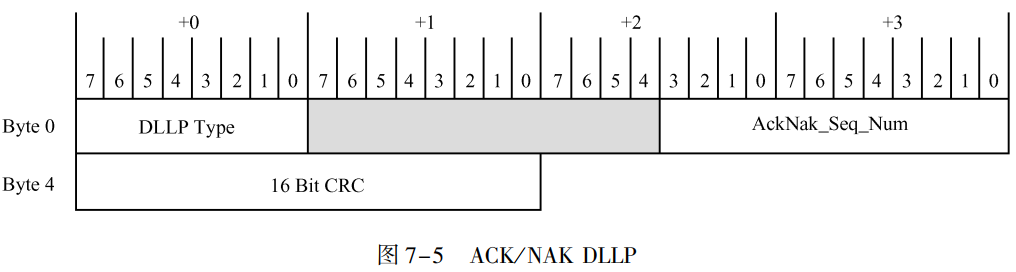 +0 +1 +2 +3
7 6 5 4 3 2 1 0 7 6 5 4 3 2 1 0 7 6 5 4 3 2 1 0 7 6 5 4 3 2 1 0
Byte 0 DLLP Type AckNak_Seq_Num
Byte 4 16 Bit CRC
图 7-5 ACK/NAK DLLP